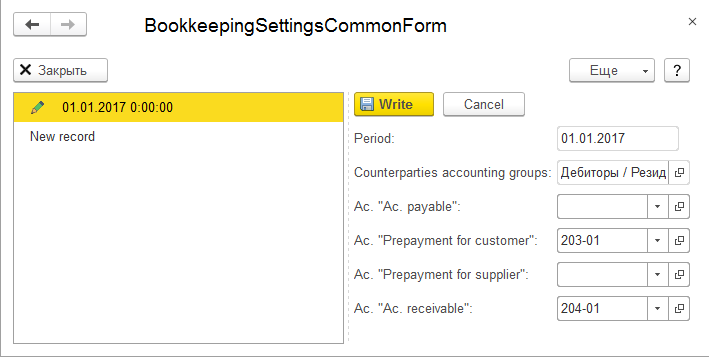 BookkeepingSettingsCommonForm
Закрыть
Еще
?
01.01.2017 0:00:00
New record
Write
Cancel
Period:
01.01.2017
Counterparties accounting groups:
Дебиторы / Резид
Ac. "Ac. payable":
Ac. "Prepayment for customer":
203-01
Ac. "Prepayment for supplier":
Ac. "Ac. receivable":
204-01